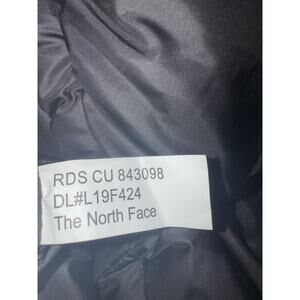 RDS CU 843098
DL#L19F424
The North Face